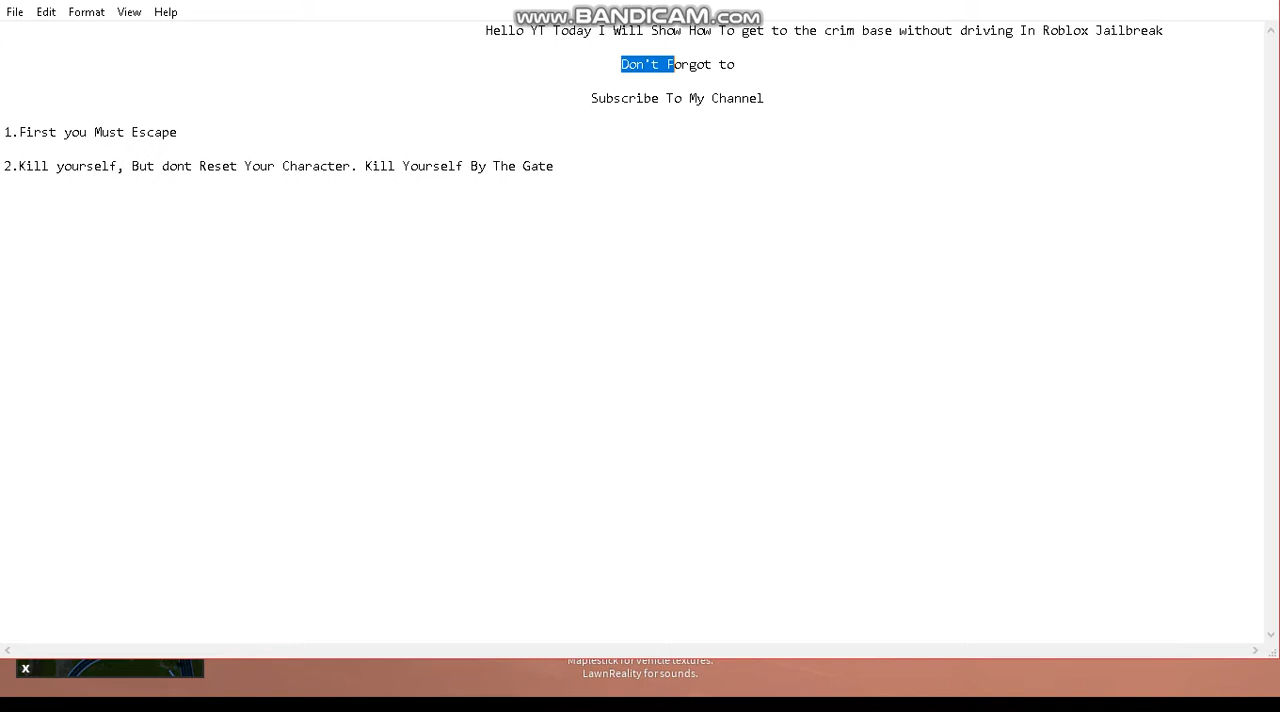 www.BANDICAM.com
File Edit Format View Help
Hello YT Today I Will Show How To get to the crim base without driving In Roblox Jailbreak
Don't Forgot to
Subscribe To My Channel
1.First you Must Escape
2.Kill yourself, But dont Reset Your Character. Kill Yourself By The Gate
x
Maplestick for vehicle textures.
LawnReality for sounds.